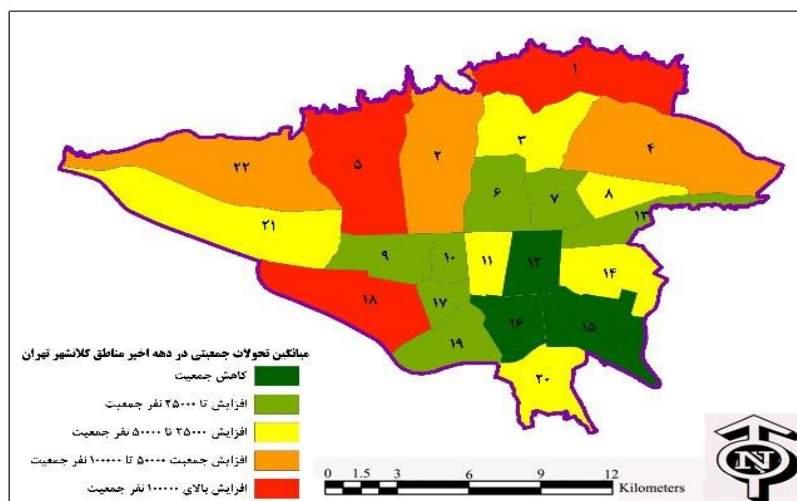 ۱
۳
۴
۲
۵
۲۲
۶
۷
۸
۱۳
۲۱
۹
۱۰
۱۱
۱۲
۱۴
۱۸
۱۷
۱۶
۱۵
۱۹
۲۰
میانگین تحولات جمعیتی در دهه اخیر مناطق کلانشهر تهران
کاهش جمعیت
افزایش تا ۲۵۰۰۰ نفر جمعیت
افزایش ۲۵۰۰۰ تا ۵۰۰۰۰ نفر جمعیت
افزایش جمعیت ۵۰۰۰۰ تا ۱۰۰۰۰۰ نفر جمعیت
افزایش بالای ۱۰۰۰۰۰ نفر جمعیت
0 1.5 3 6 9 12
Kilometers
N